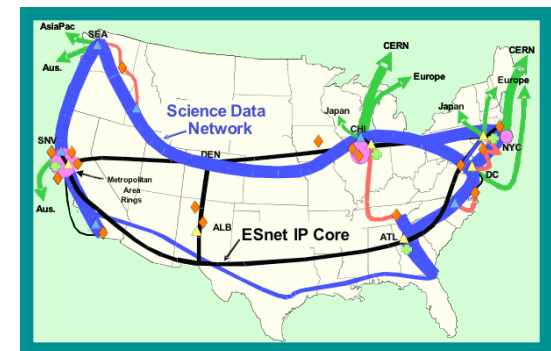 AsiaPac
SEA
Aus.
CERN
CERN
Europe
Europe
Japan
Japan
Science Data
Network
CHI
SNV
DEN
NYC
Metropolitan
Area
Rings
DC
Aus.
ALB
ESnet IP Core
ATL